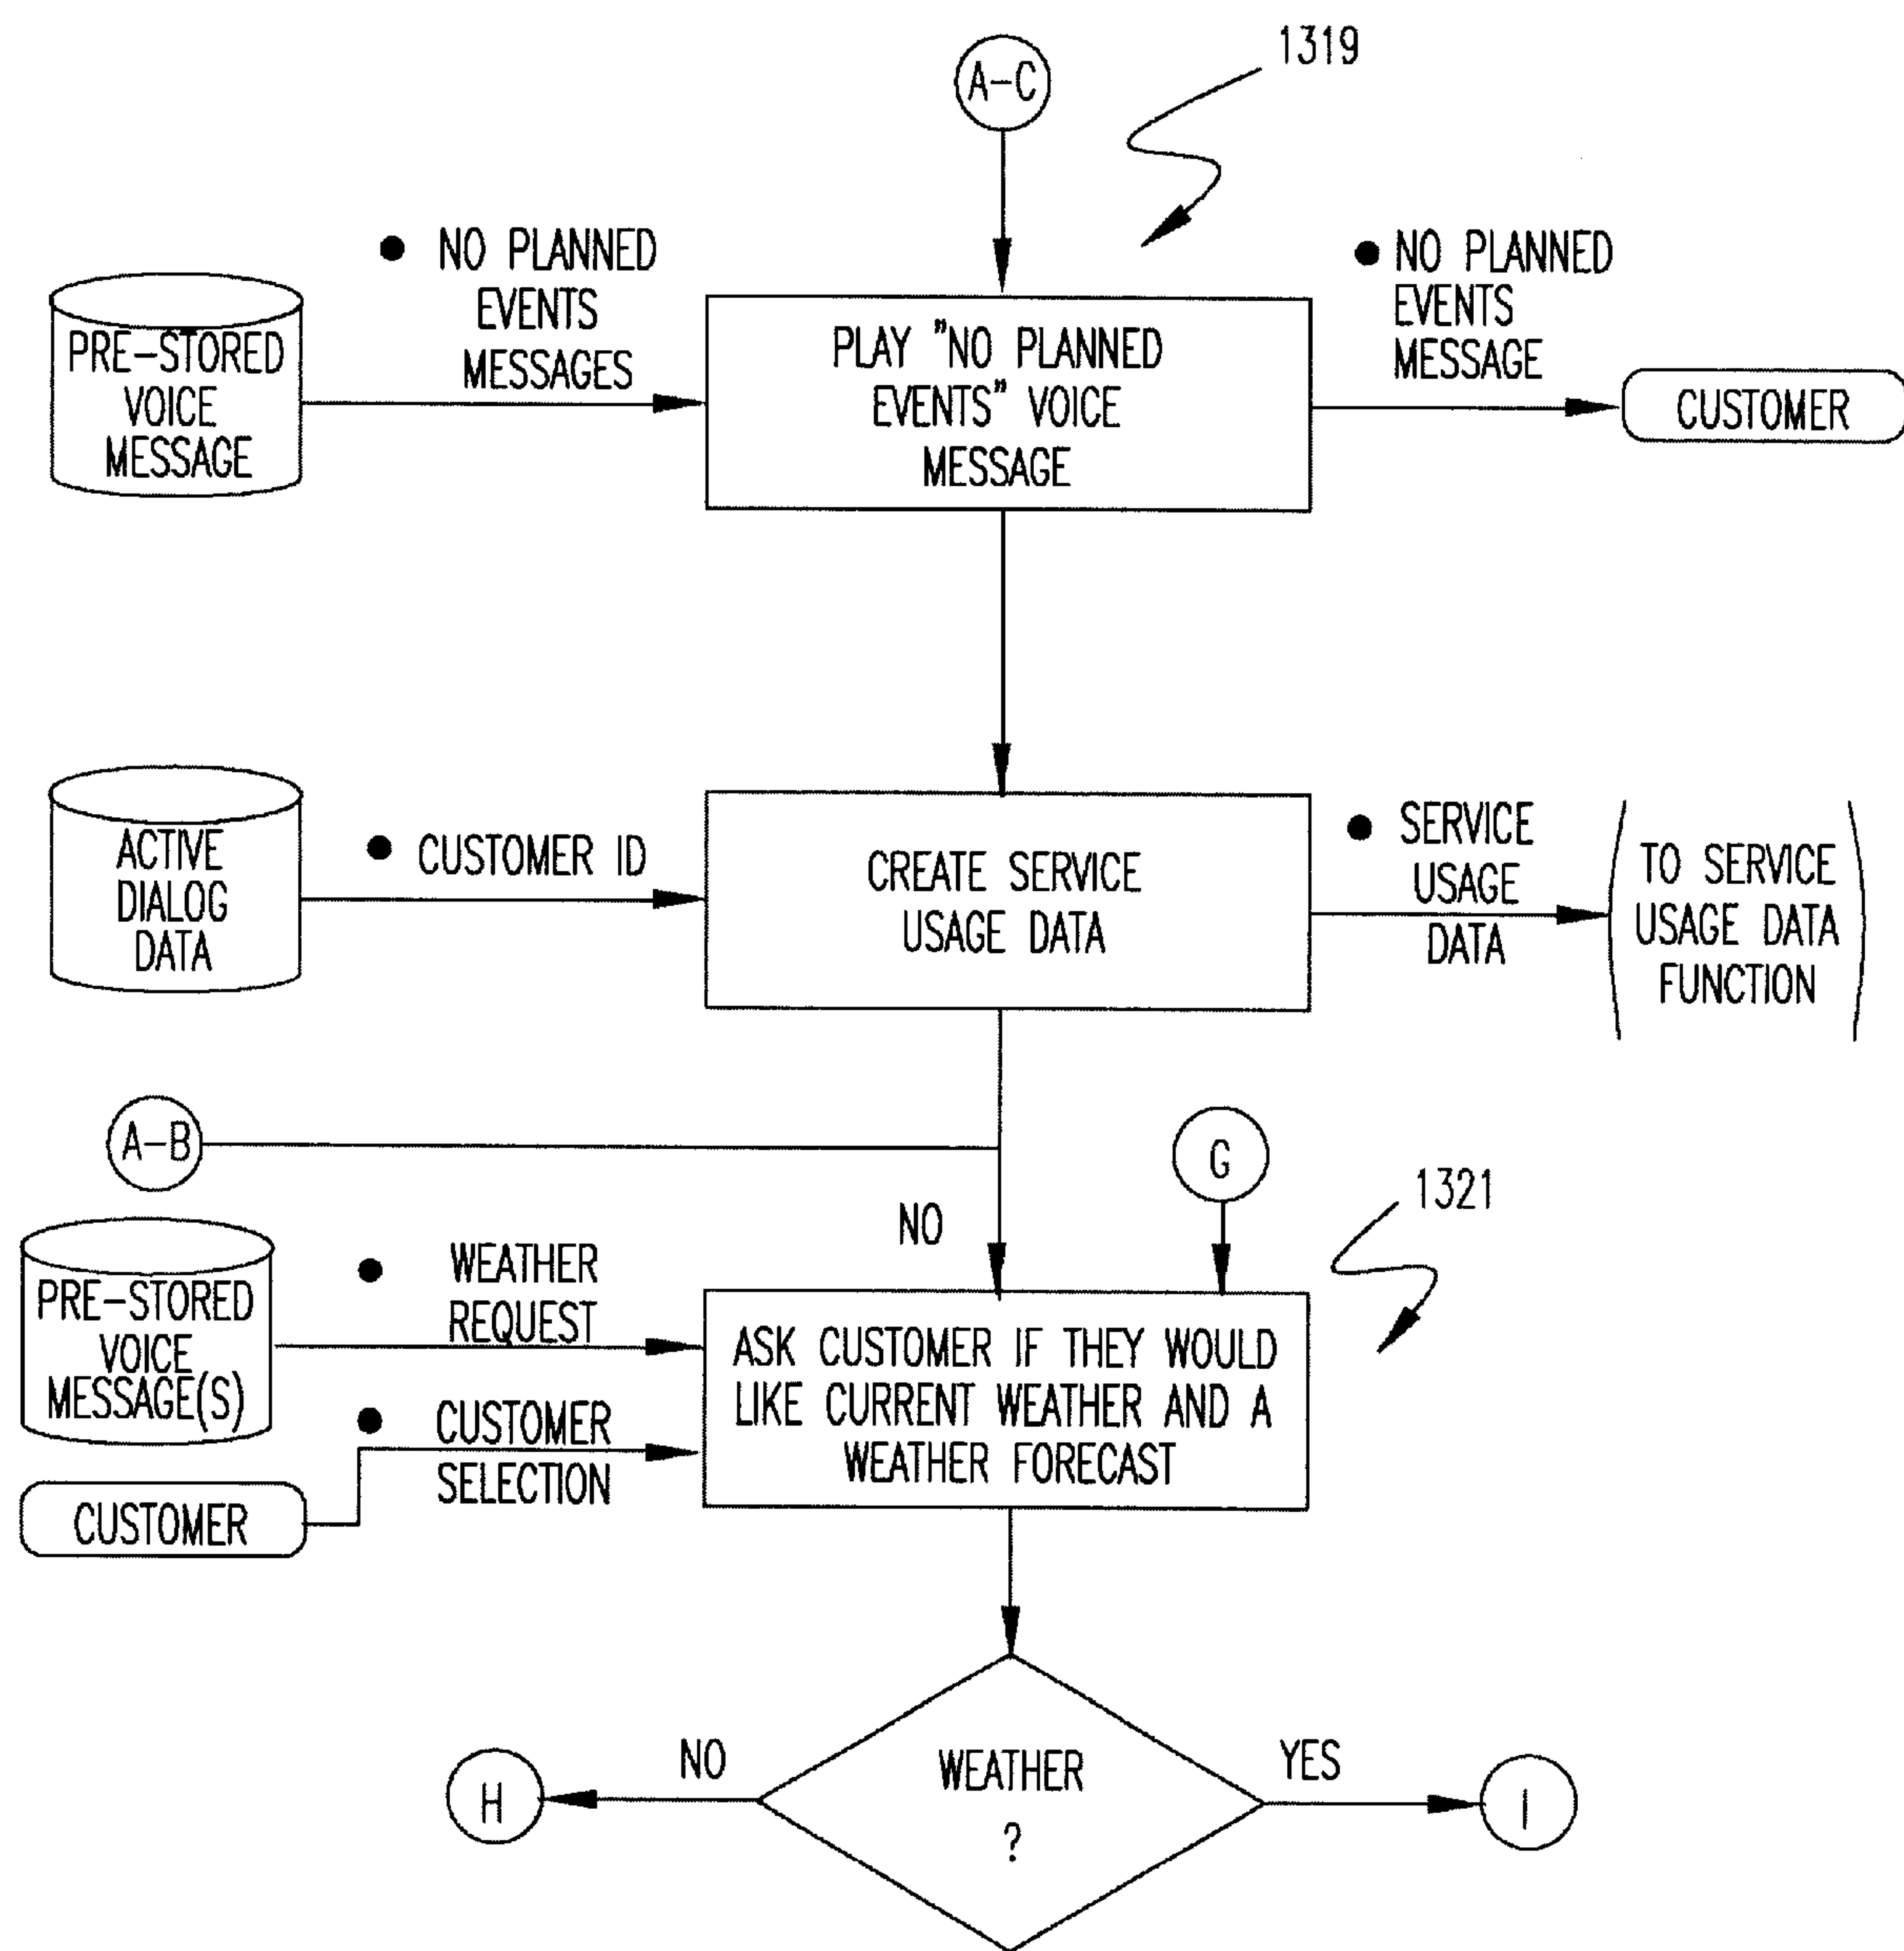 A-C
1319
● NO PLANNED
EVENTS
MESSAGES
● NO PLANNED
EVENTS
MESSAGE
PRE-STORED
VOICE
MESSAGE
PLAY "NO PLANNED
EVENTS" VOICE
MESSAGE
CUSTOMER
ACTIVE
DIALOG
DATA
● CUSTOMER ID
CREATE SERVICE
USAGE DATA
● SERVICE
USAGE
DATA
TO SERVICE
USAGE DATA
FUNCTION
A-B
G
NO
1321
PRE-STORED
VOICE
MESSAGE(S)
● WEATHER
REQUEST
● CUSTOMER
SELECTION
CUSTOMER
ASK CUSTOMER IF THEY WOULD
LIKE CURRENT WEATHER AND A
WEATHER FORECAST
H
NO
WEATHER
?
YES
I